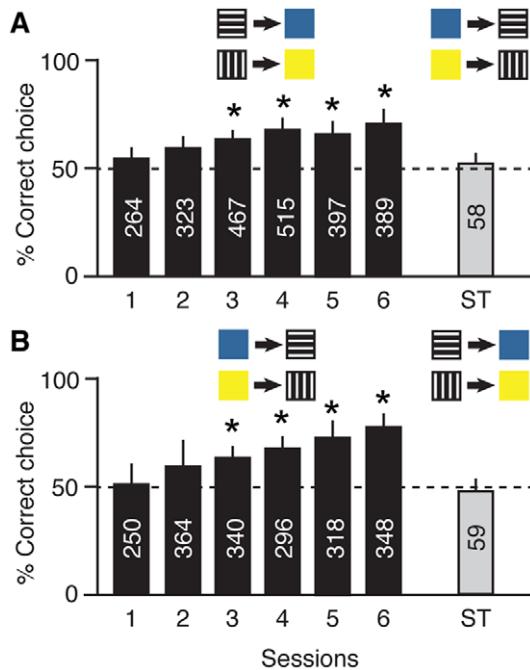 A
100
50
0
% Correct choice
* * * *
264 323 467 515 397 389 58
1 2 3 4 5 6 ST
B
100
50
0
% Correct choice
* * * *
250 364 340 296 318 348 59
1 2 3 4 5 6 ST
Sessions